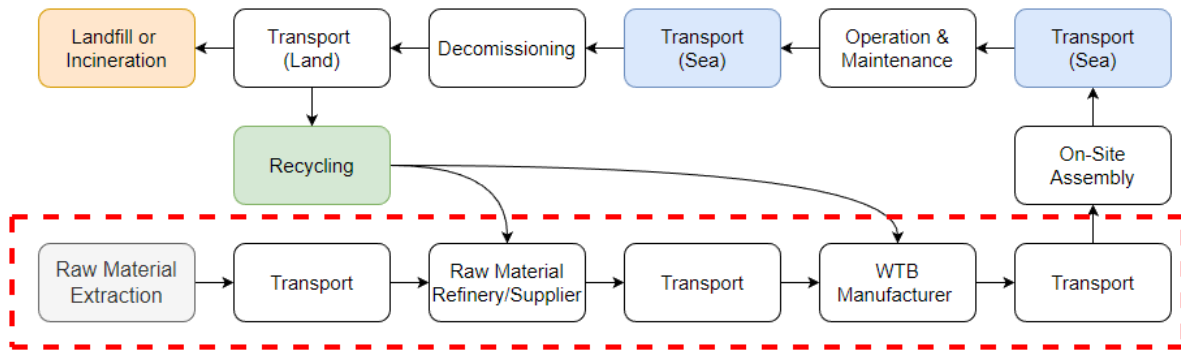 Landfill or
Incineration
Transport
(Land)
Decomissioning
Transport
(Sea)
Operation &
Maintenance
Transport
(Sea)
Recycling
On-Site
Assembly
Raw Material
Extraction
Transport
Raw Material
Refinery/Supplier
Transport
WTB
Manufacturer
Transport